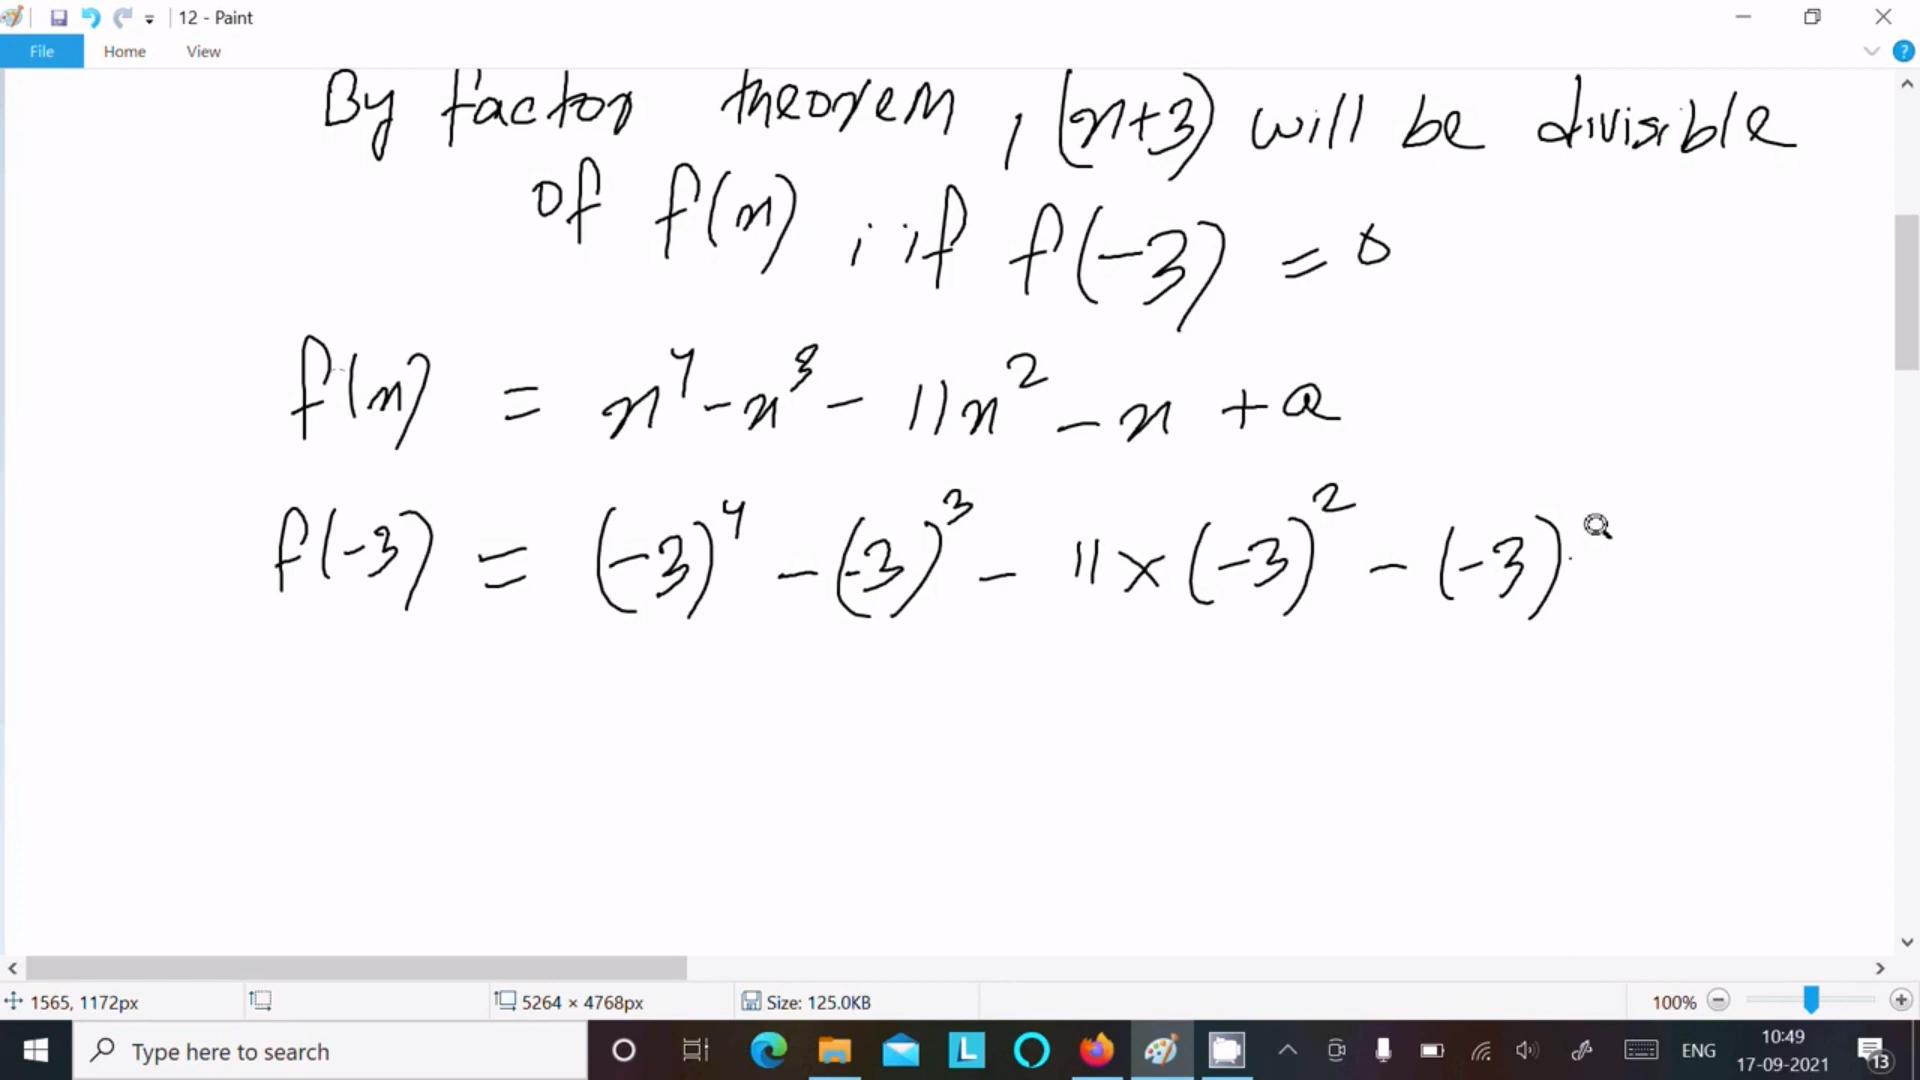 12 - Paint
File Home View
By factor theorem, (x+3) will be divisible
of f(x), if f(-3) = 0
f(x) = x⁴ - x³ - 11x² - x + a
f(-3) = (-3)⁴ - (-3)³ - 11 × (-3)² - (-3)
1565, 1172px 5264 × 4768px Size: 125.0KB 100%
Type here to search L ENG 10:49
17-09-2021 13